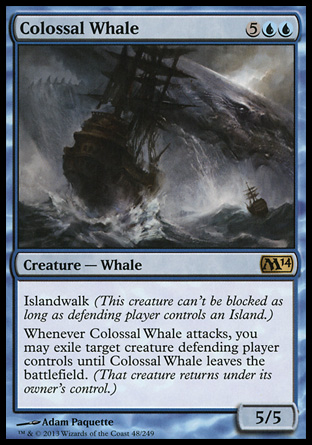 Colossal Whale 5
Creature — Whale M14
Islandwalk (This creature can't be blocked as
long as defending player controls an Island.)
Whenever Colossal Whale attacks, you
may exile target creature defending player
controls until Colossal Whale leaves the
battlefield. (That creature returns under its
owner's control.)
Adam Paquette
™ & © 2013 Wizards of the Coast 48/249
5/5